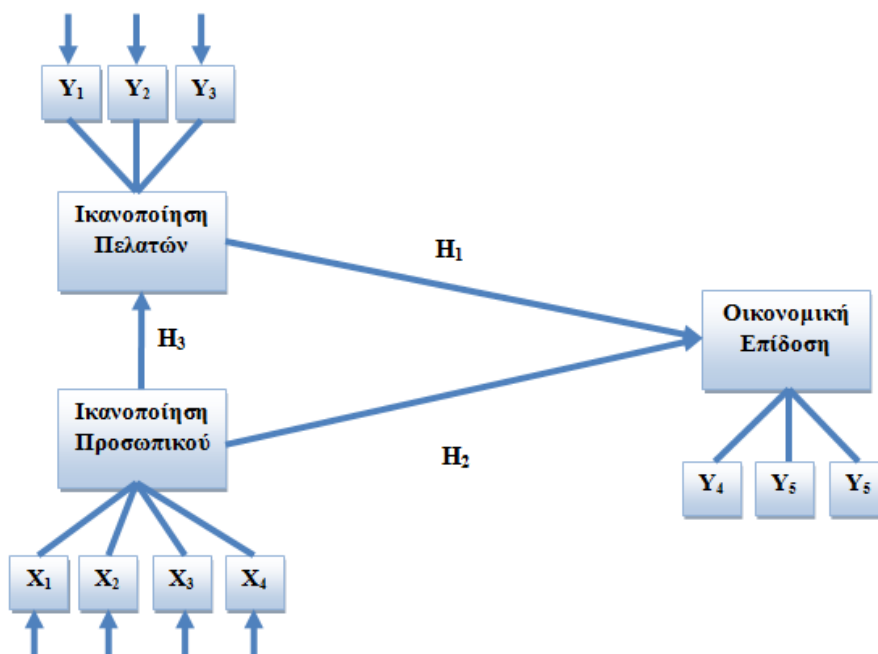 Y₁ Y₂ Y₃
Ικανοποίηση
Πελατών
H₁
Οικονομική
Επίδοση
H₃
Ικανοποίηση
Προσωπικού
H₂
Y₄ Y₅ Y₅
X₁ X₂ X₃ X₄